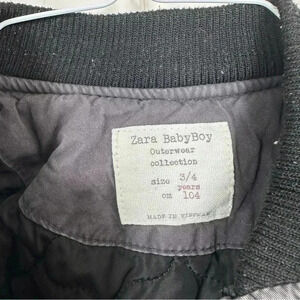 Zara BabyBoy
Outerwear
collection
size 3/4
years
cm 104
MADE IN VIETNAM